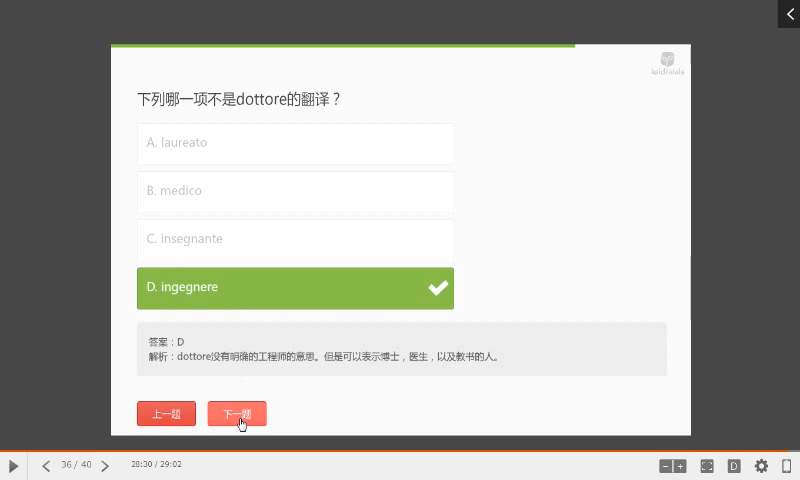 kaidialala
下列哪一项不是dottore的翻译？
A. laureato
B. medico
C. insegnante
D. ingegnere
答案：D
解析：dottore没有明确的工程师的意思。但是可以表示博士，医生，以及教书的人。
上一题
下一题
36 / 40
28:30 / 29:02
D